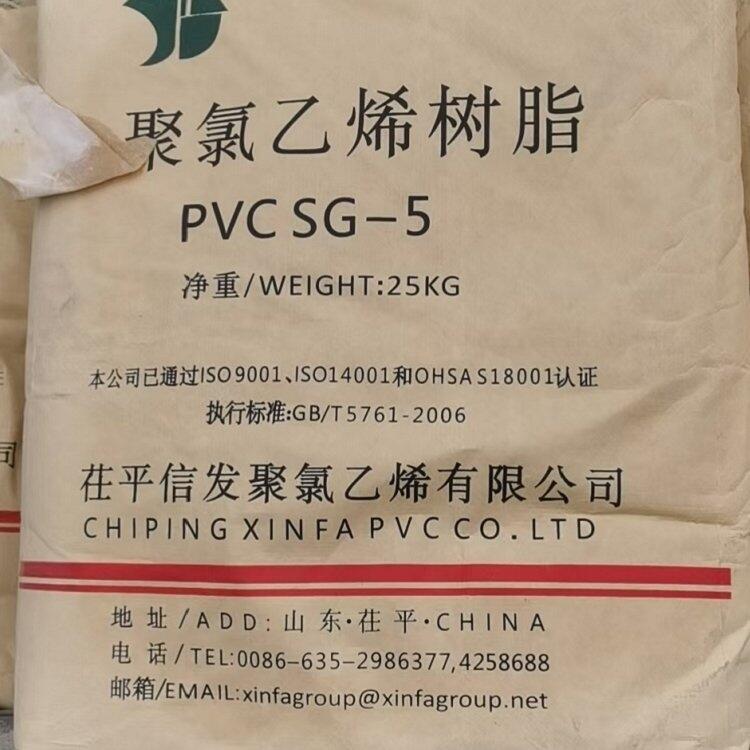 聚氯乙烯树脂
PVC SG-5
净重/WEIGHT:25KG
本公司已通过ISO9001、ISO14001和OHSAS18001认证
执行标准:GB/T5761-2006
茌平信发聚氯乙烯有限公司
CHIPING XINFA PVC CO.LTD
地址/ADD:山东·茌平·CHINA
电话/TEL:0086-635-2986377,4258688
邮箱/EMAIL:xinfagroup@xinfagroup.net
司